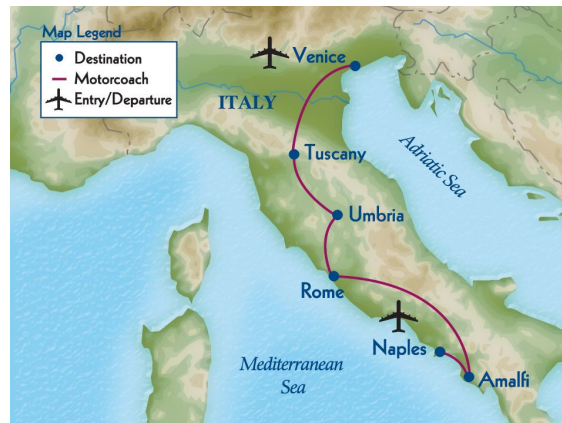 Map Legend
Destination
Motorcoach
Entry/Departure
Venice
ITALY
Tuscany
Adriatic Sea
Umbria
Rome
Naples
Mediterranean
Sea
Amalfi